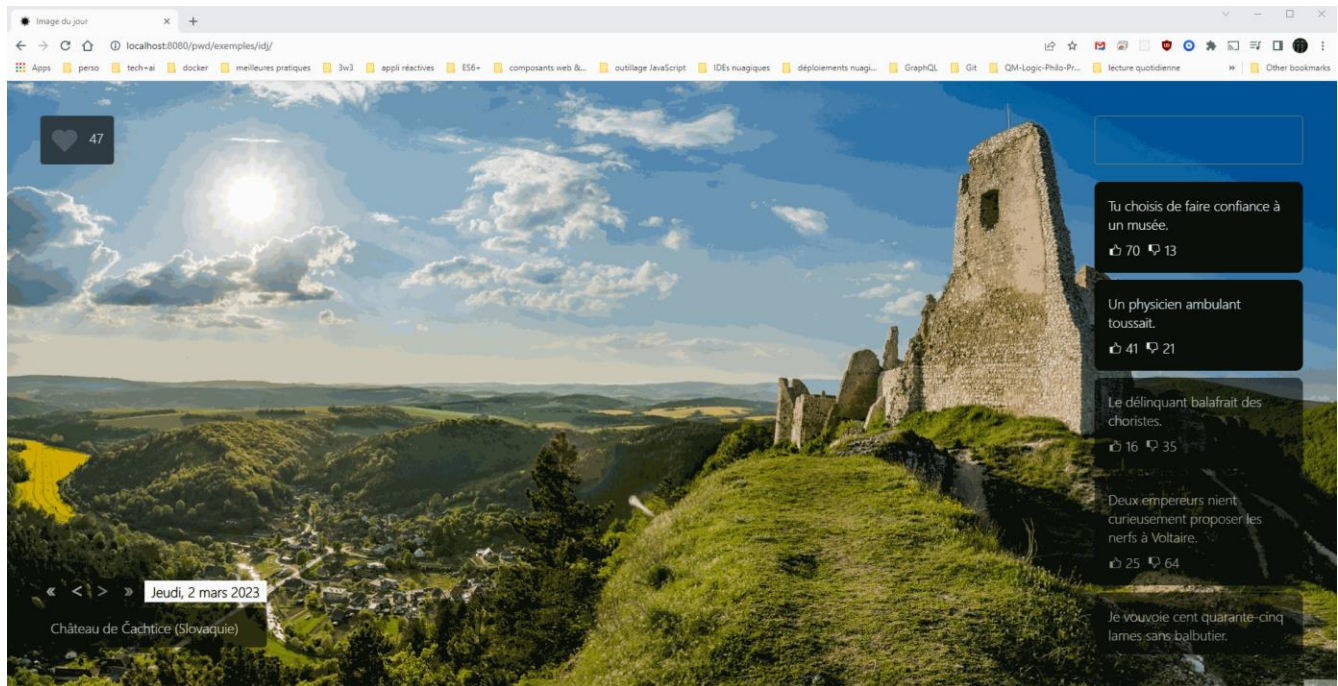 Image du jour
localhost:8080/pwd/exemples/idj/
Apps perso tech+ai docker meilleures pratiques 3w3 appli réactives ES6+ composants web &... outillage JavaScript IDEs nuagiques déploiements nuagi... GraphQL Git QM-Logic-Philo-Pr... lecture quotidienne » Other bookmarks
47
Tu choisis de faire confiance à
un musée.
70 13
Un physicien ambulant
toussait.
41 21
Le délinquant balafrait des
choristes.
16 35
Deux empereurs nient
curieusement proposer les
nerfs à Voltaire.
25 64
« < > » Jeudi, 2 mars 2023
Château de Čachtice (Slovaquie)
Je vouvoie cent quarante-cinq
lames sans balbutier.